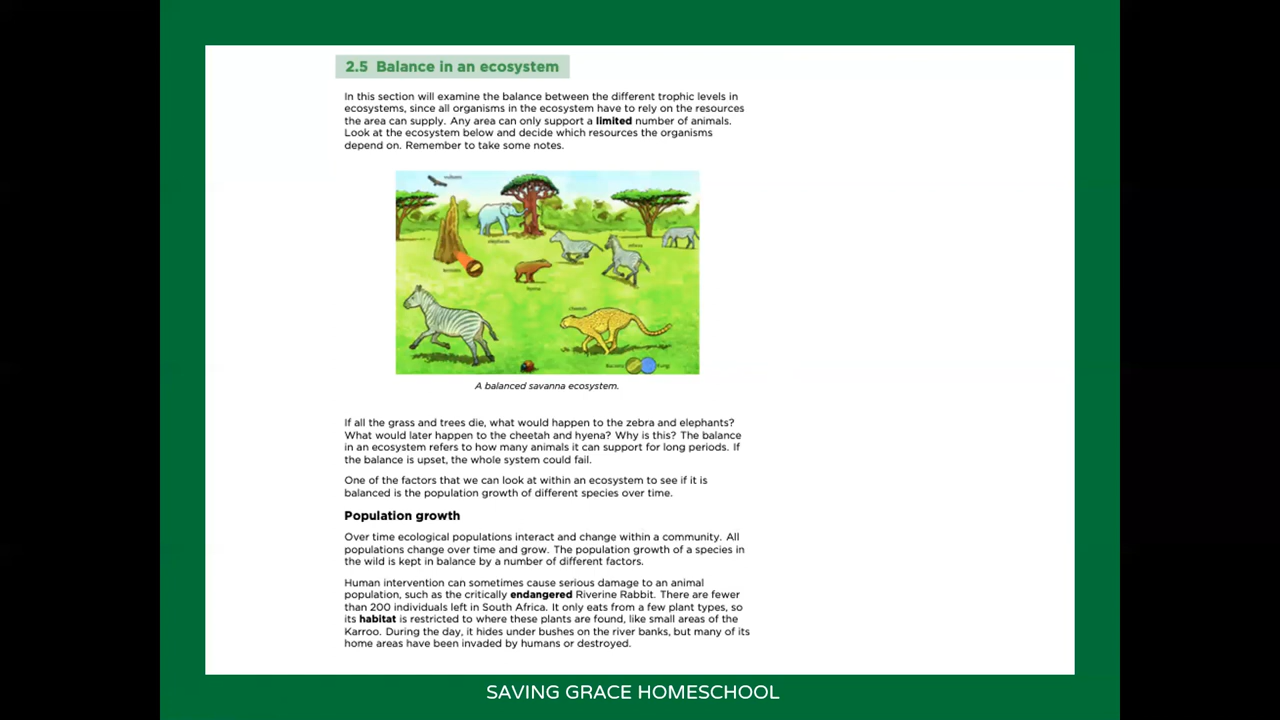 2.5 Balance in an ecosystem
In this section will examine the balance between the different trophic levels in
ecosystems, since all organisms in the ecosystem have to rely on the resources
the area can supply. Any area can only support a limited number of animals.
Look at the ecosystem below and decide which resources the organisms
depend on. Remember to take some notes.
vultures
elephants
zebras
termites
hyena
cheetah
Bacteria
Fungi
A balanced savanna ecosystem.
If all the grass and trees die, what would happen to the zebra and elephants?
What would later happen to the cheetah and hyena? Why is this? The balance
in an ecosystem refers to how many animals it can support for long periods. If
the balance is upset, the whole system could fail.
One of the factors that we can look at within an ecosystem to see if it is
balanced is the population growth of different species over time.
Population growth
Over time ecological populations interact and change within a community. All
populations change over time and grow. The population growth of a species in
the wild is kept in balance by a number of different factors.
Human intervention can sometimes cause serious damage to an animal
population, such as the critically endangered Riverine Rabbit. There are fewer
than 200 individuals left in South Africa. It only eats from a few plant types, so
its habitat is restricted to where these plants are found, like small areas of the
Karroo. During the day, it hides under bushes on the river banks, but many of its
home areas have been invaded by humans or destroyed.
SAVING GRACE HOMESCHOOL